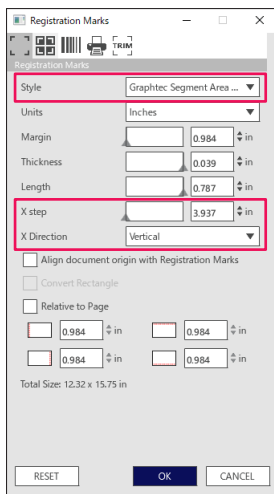 Registration Marks
TRIM
Registration Marks
Style Graphtec Segment Area ...
Units Inches
Margin 0.984 in
Thickness 0.039 in
Length 0.787 in
X step 3.937 in
X Direction Vertical
Align document origin with Registration Marks
Convert Rectangle
Relative to Page
0.984 in 0.984 in
0.984 in 0.984 in
Total Size: 12.32 x 15.75 in
RESET OK CANCEL